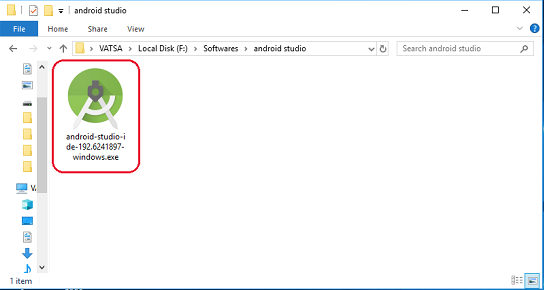 android studio
File
Home
Share
View
VATSA > Local Disk (F:) > Softwares > android studio
Search android studio
android-studio-i
de-192.6241897-
windows.exe
1 item